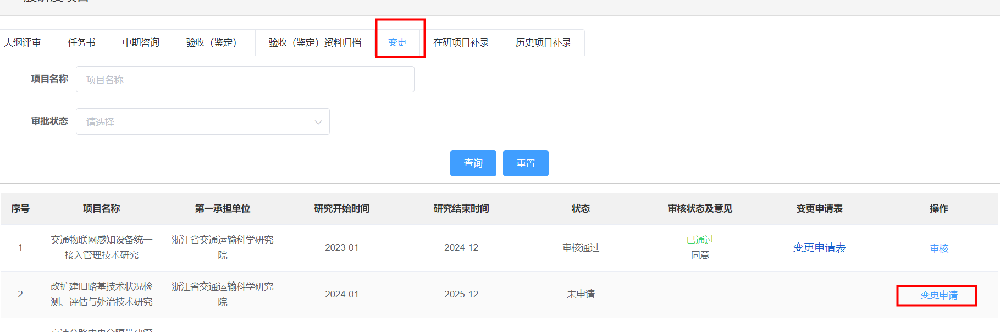 大纲评审 任务书 中期咨询 验收（鉴定） 验收（鉴定）资料归档 变更 在研项目补录 历史项目补录
项目名称 项目名称
审批状态 请选择
查询 重置
序号 项目名称 第一承担单位 研究开始时间 研究结束时间 状态 审核状态及意见 变更申请表 操作
1 交通物联网感知设备统一接入管理技术研究 浙江省交通运输科学研究院 2023-01 2024-12 审核通过 已通过 同意 变更申请表 审核
2 改扩建旧路基技术状况检测、评估与处治技术研究 浙江省交通运输科学研究院 2024-01 2025-12 未申请 变更申请